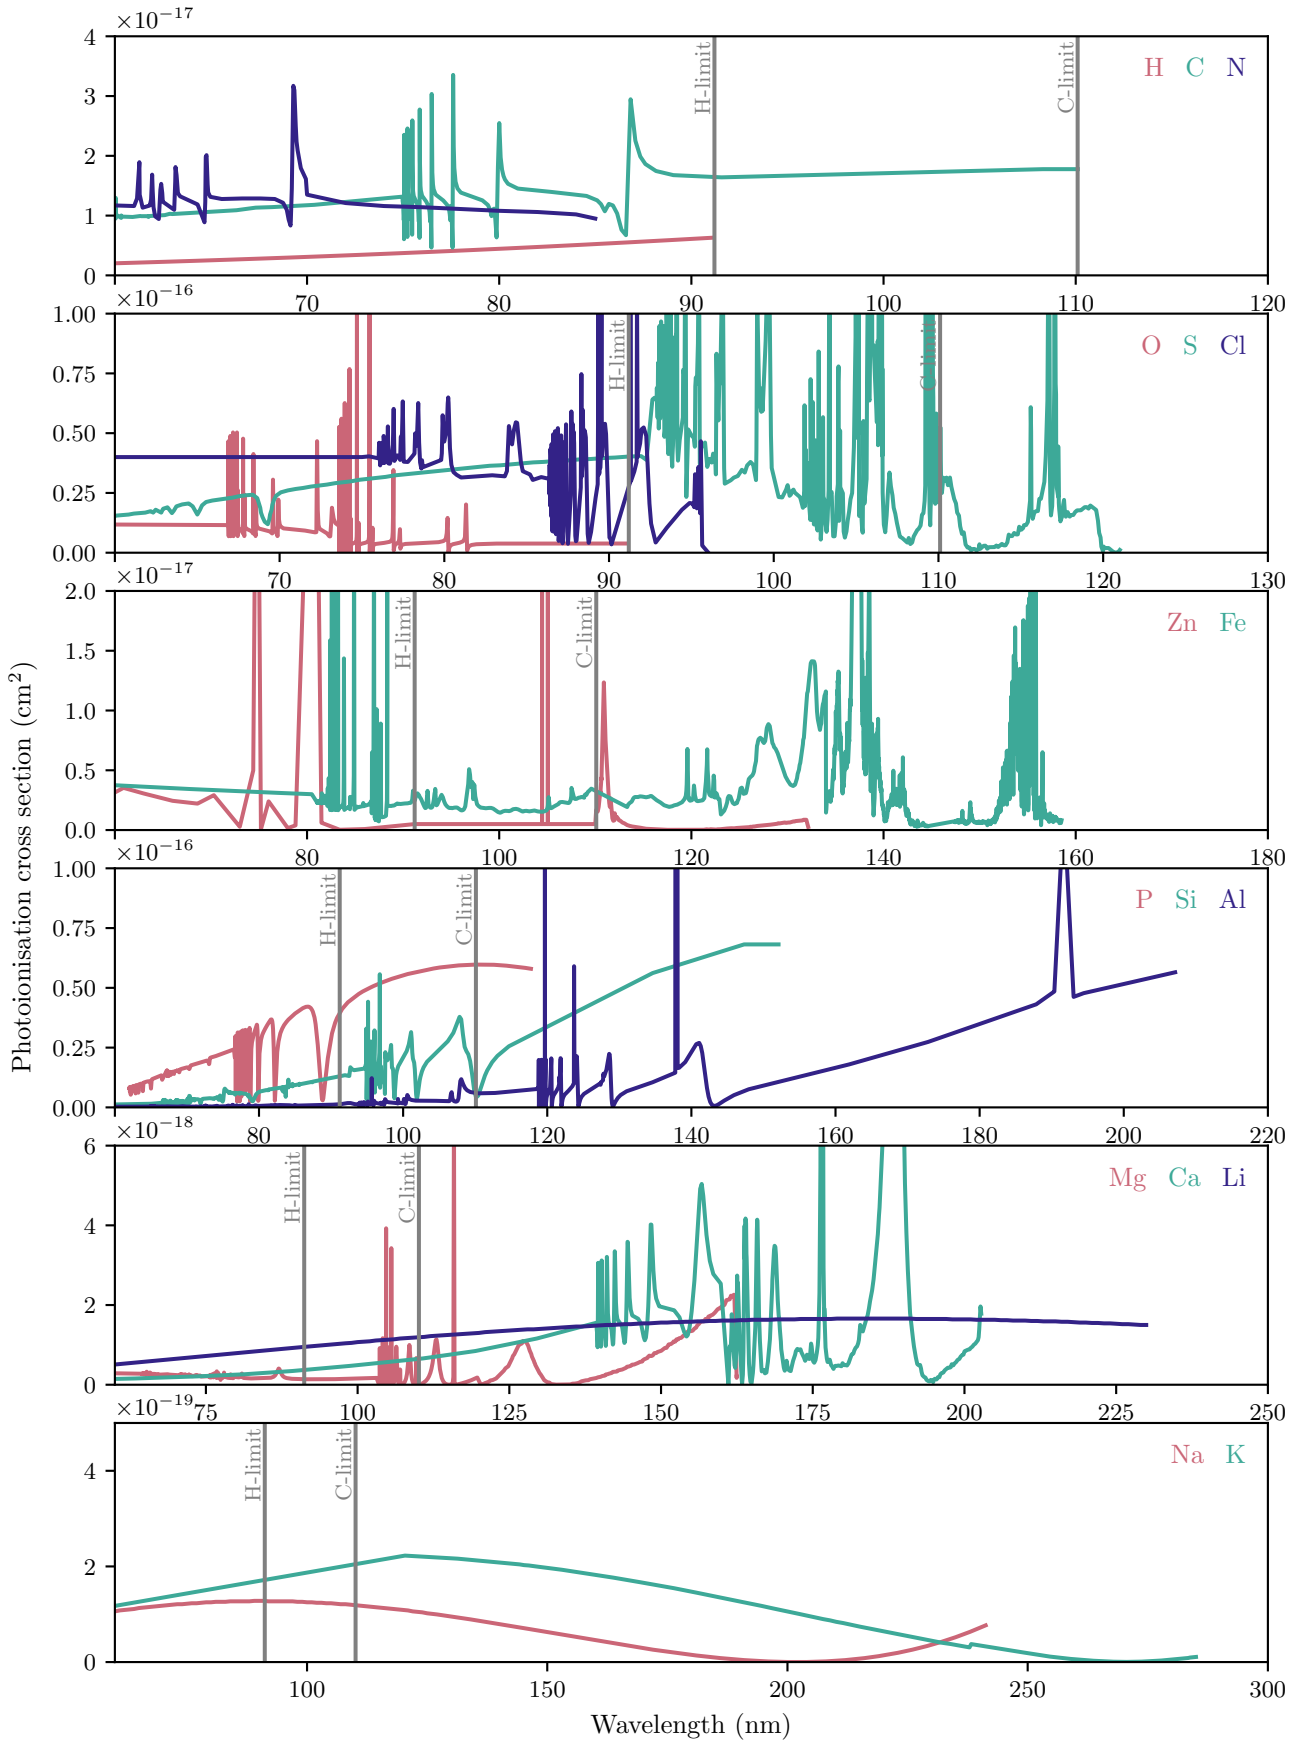 ×10⁻¹⁷
4
3
2
1
0
H-limit
C-limit
H C N
70 80 90 100 110 120
×10⁻¹⁶
1.00
0.75
0.50
0.25
0.00
H-limit
C-limit
O S Cl
70 80 90 100 110 120 130
×10⁻¹⁷
2.0
1.5
1.0
0.5
0.0
H-limit
C-limit
Zn Fe
80 100 120 140 160 180
Photoionisation cross section (cm²)
×10⁻¹⁶
1.00
0.75
0.50
0.25
0.00
H-limit
C-limit
P Si Al
80 100 120 140 160 180 200 220
×10⁻¹⁸
6
4
2
0
H-limit
C-limit
Mg Ca Li
75 100 125 150 175 200 225 250
×10⁻¹⁹
4
2
0
H-limit
C-limit
Na K
100 150 200 250 300
Wavelength (nm)